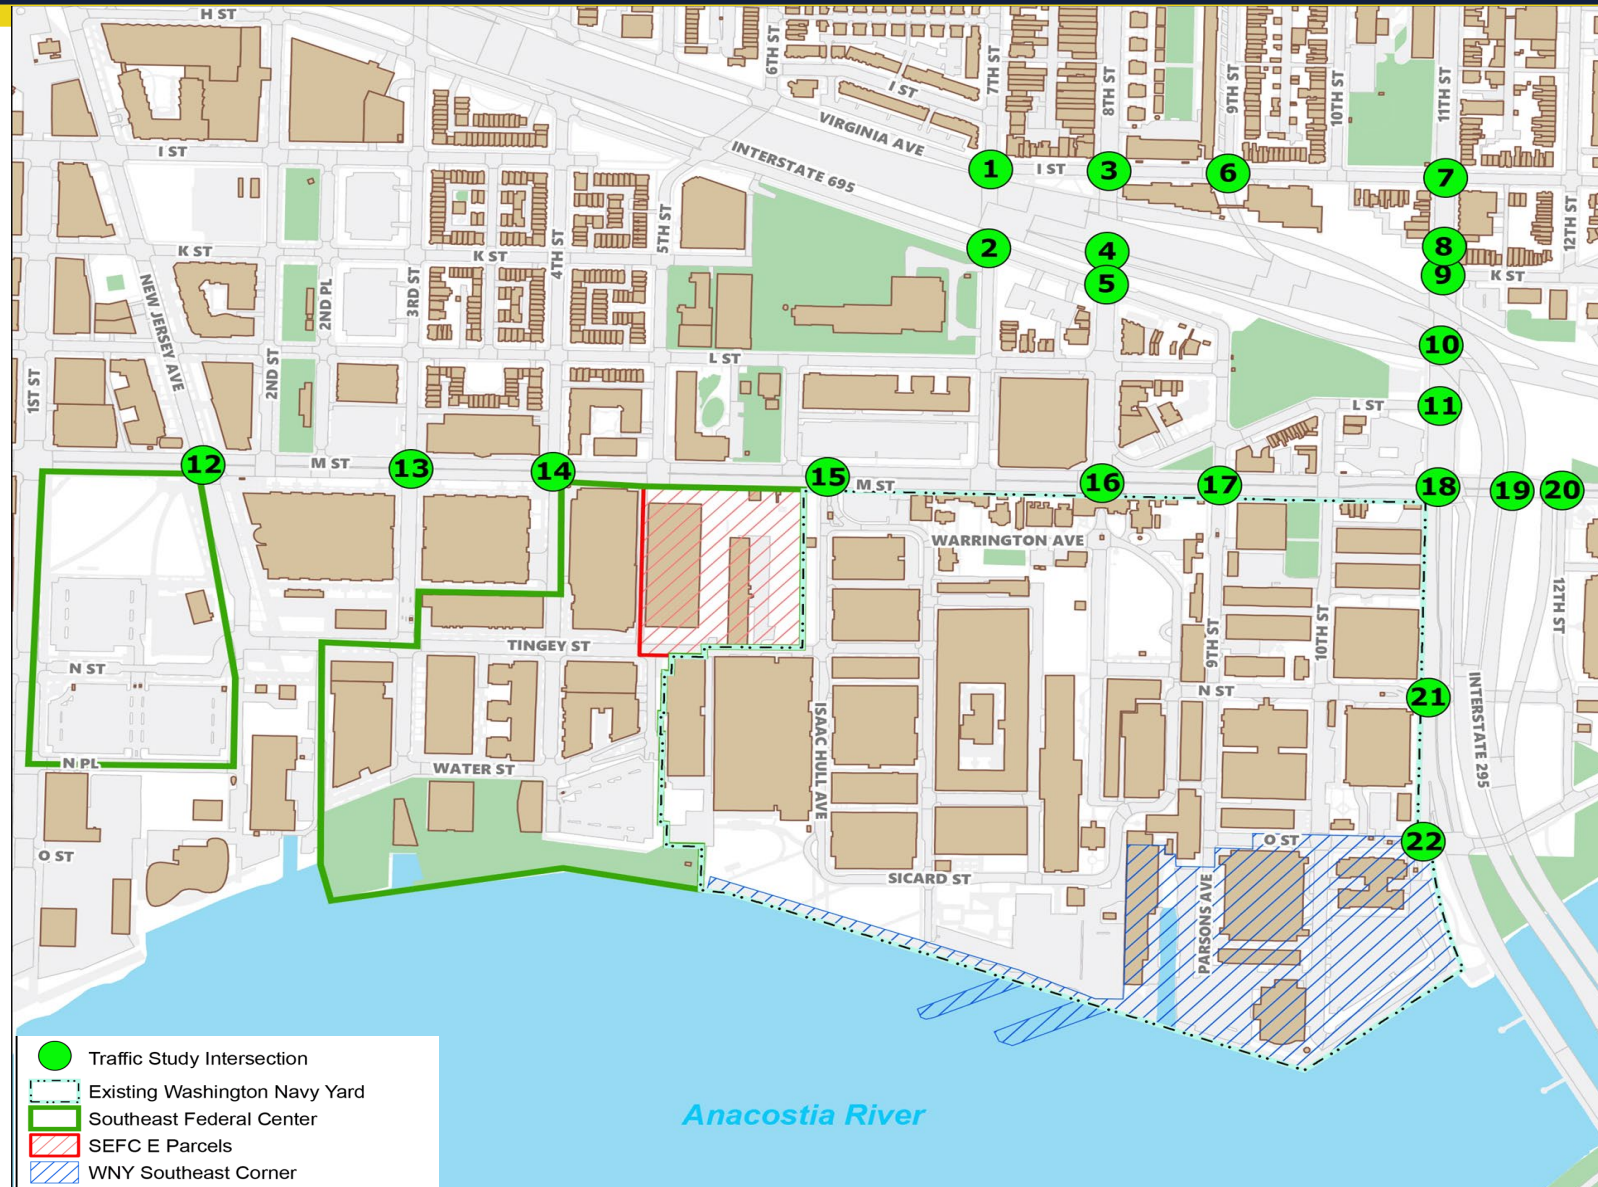 H ST
6TH ST
7TH ST
8TH ST
9TH ST
10TH ST
11TH ST
I ST
VIRGINIA AVE
INTERSTATE 695
I ST
1
I ST
3
6
7
12TH ST
5TH ST
K ST
4TH ST
K ST
2
4
5
8
9
K ST
NEW JERSEY AVE
2ND PL
3RD ST
10
L ST
1ST ST
2ND ST
L ST
11
12
M ST
13
14
15
M ST
16
17
18
19
20
WARRINGTON AVE
12TH ST
TINGEY ST
9TH ST
10TH ST
N ST
N ST
21
ISAAC HULL AVE
INTERSTATE 295
N PL
WATER ST
O ST
O ST
22
SICARD ST
PARSONS AVE
Anacostia River
Traffic Study Intersection
Existing Washington Navy Yard
Southeast Federal Center
SEFC E Parcels
WNY Southeast Corner